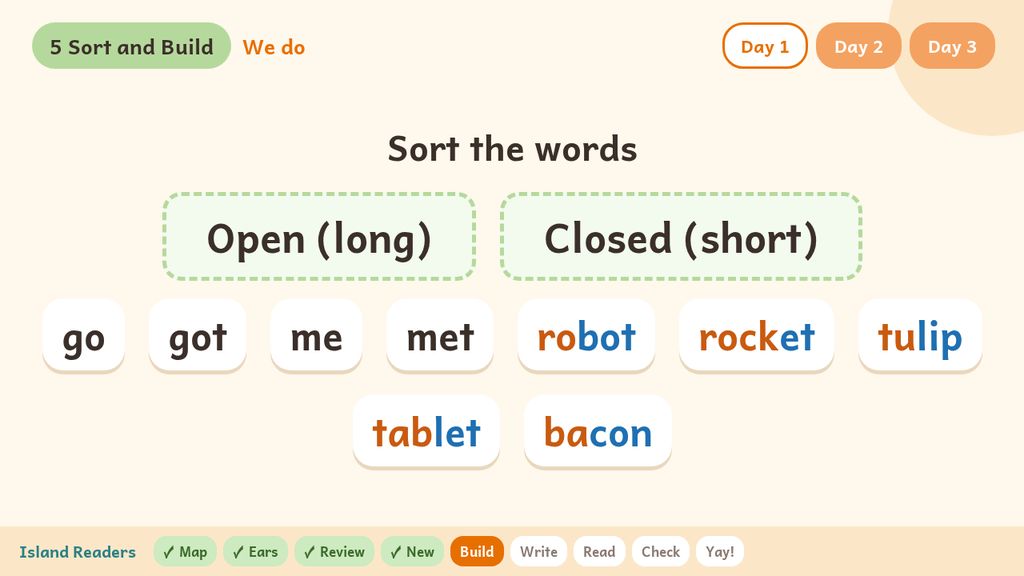 5 Sort and Build We do Day 1 Day 2 Day 3
Sort the words
Open (long) Closed (short)
go got me met robot rocket tulip
tablet bacon
Island Readers ✓ Map ✓ Ears ✓ Review ✓ New Build Write Read Check Yay!